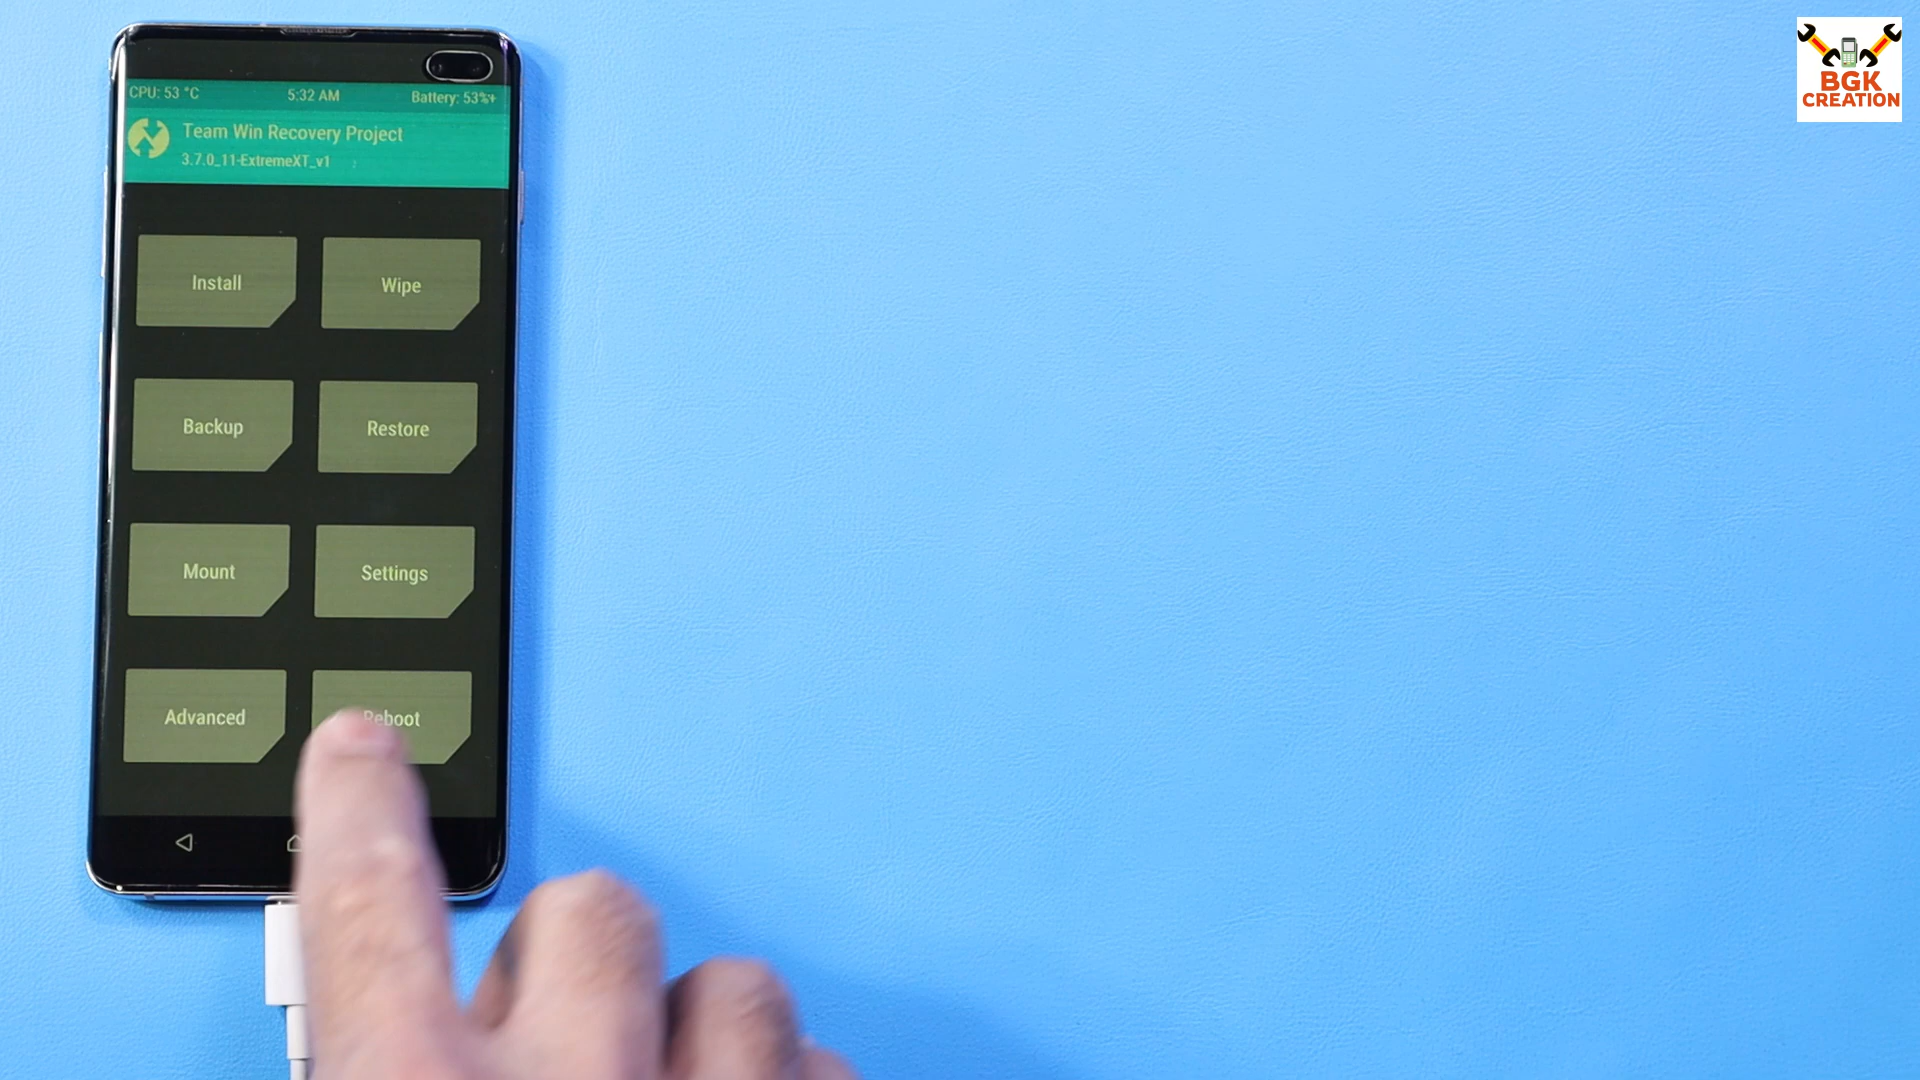 CPU: 53 °C 5:32 AM Battery: 53%+
Team Win Recovery Project
3.7.0_11-ExtremeXT_v1
Install Wipe
Backup Restore
Mount Settings
Advanced Reboot
BGK
CREATION